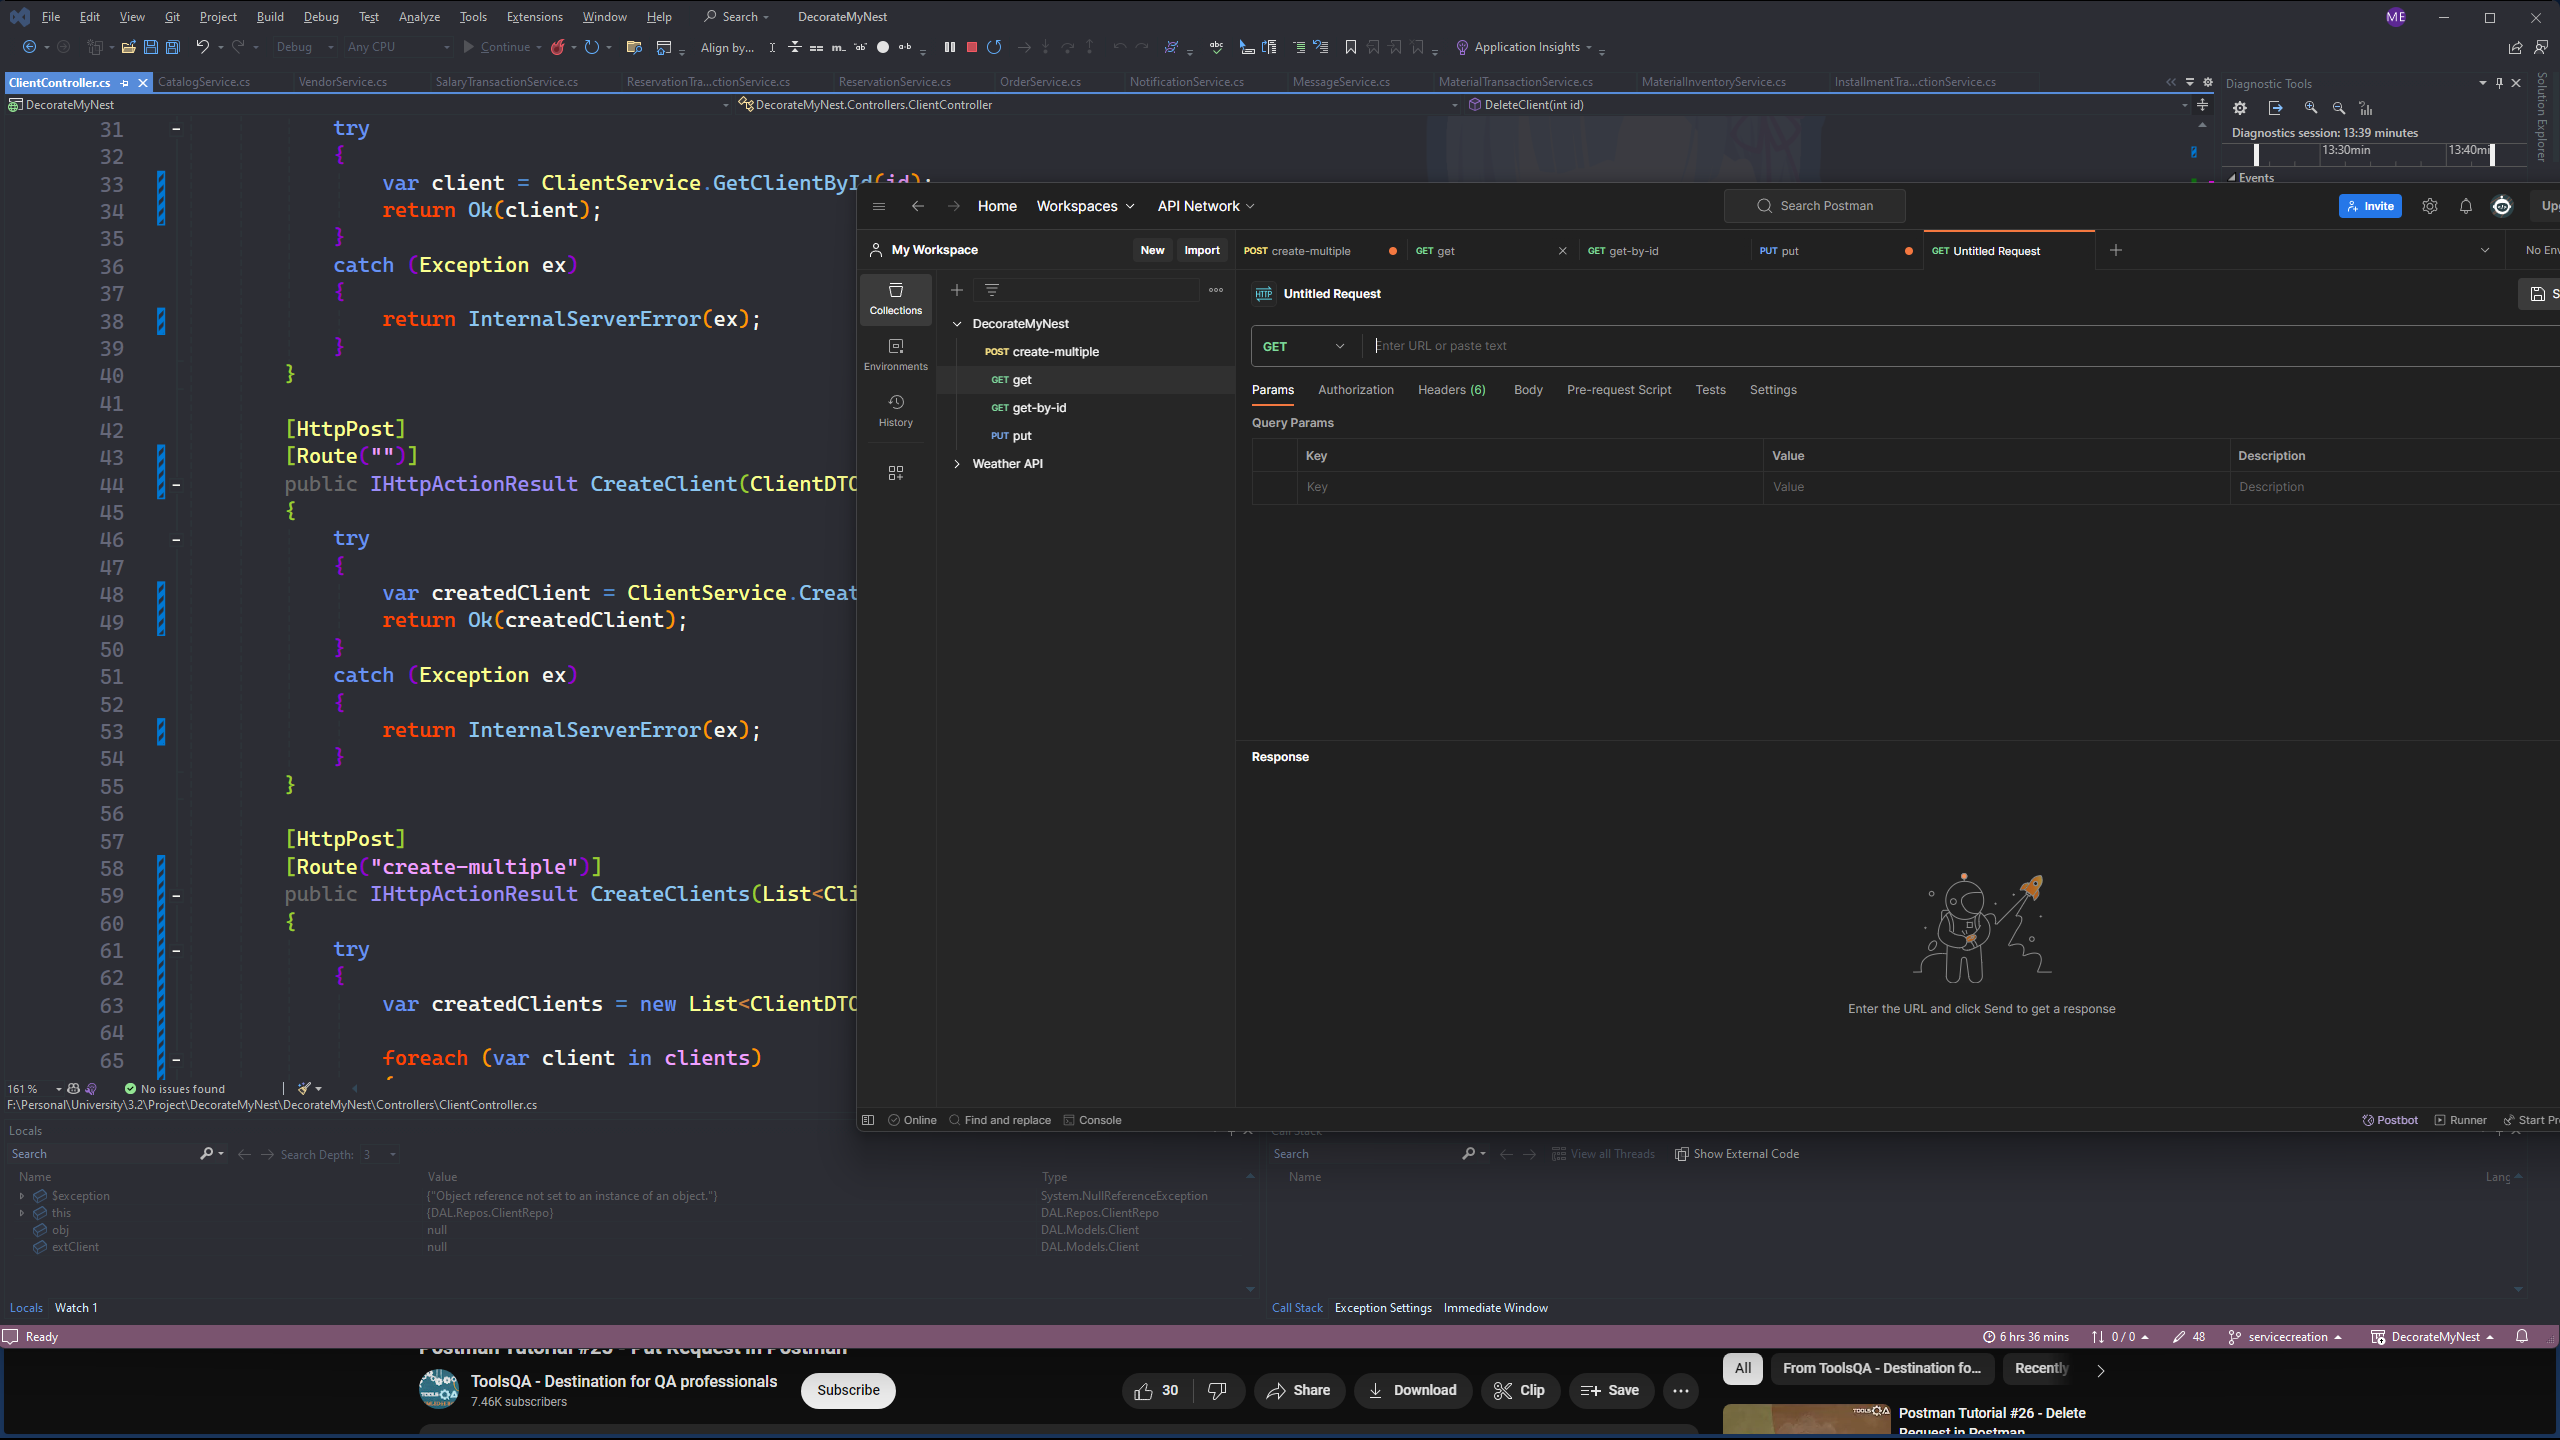 File Edit View Git Project Build Debug Test Analyze Tools Extensions Window Help Search DecorateMyNest ME
Debug Any CPU Continue Align by... Application Insights
ClientController.cs CatalogService.cs VendorService.cs SalaryTransactionService.cs ReservationTra...ctionService.cs ReservationService.cs OrderService.cs NotificationService.cs MessageService.cs MaterialTransactionService.cs MaterialInventoryService.cs InstallmentTra...ctionService.cs
DecorateMyNest DecorateMyNest.Controllers.ClientController DeleteClient(int id)
Diagnostic Tools
Solution Explorer
Diagnostics session: 13:39 minutes
13:30min 13:40mi
Events
31 try
32 {
33 var client = ClientService.GetClientById(id);
34 return Ok(client);
35 }
36 catch (Exception ex)
37 {
38 return InternalServerError(ex);
39 }
40 }
41
42 [HttpPost]
43 [Route("")]
44 public IHttpActionResult CreateClient(ClientDTO
45 {
46 try
47 {
48 var createdClient = ClientService.Creat
49 return Ok(createdClient);
50 }
51 catch (Exception ex)
52 {
53 return InternalServerError(ex);
54 }
55 }
56
57 [HttpPost]
58 [Route("create-multiple")]
59 public IHttpActionResult CreateClients(List<Cli
60 {
61 try
62 {
63 var createdClients = new List<ClientDTO
64
65 foreach (var client in clients)
Home Workspaces API Network Search Postman Invite Upg
My Workspace New Import POST create-multiple GET get GET get-by-id PUT put GET Untitled Request No Env
Collections
Environments
History
DecorateMyNest
POST create-multiple
GET get
GET get-by-id
PUT put
Weather API
HTTP Untitled Request S
GET Enter URL or paste text
Params Authorization Headers (6) Body Pre-request Script Tests Settings
Query Params
Key Value Description
Key Value Description
Response
Enter the URL and click Send to get a response
Online Find and replace Console Postbot Runner Start Pr
161 % No issues found
F:\Personal\University\3.2\Project\DecorateMyNest\DecorateMyNest\Controllers\ClientController.cs
Locals
Search Search Depth: 3
Name Value Type
$exception {"Object reference not set to an instance of an object."} System.NullReferenceException
this {DAL.Repos.ClientRepo} DAL.Repos.ClientRepo
obj null DAL.Models.Client
extClient null DAL.Models.Client
Locals Watch 1
Call Stack
Search View all Threads Show External Code
Name Lang
Call Stack Exception Settings Immediate Window
Ready 6 hrs 36 mins 0 / 0 48 servicecreation DecorateMyNest
Postman Tutorial #25 - Put Request in Postman
ToolsQA - Destination for QA professionals
7.46K subscribers
Subscribe
30 Share Download Clip Save
All From ToolsQA - Destination fo... Recently
Postman Tutorial #26 - Delete
Request in Postman